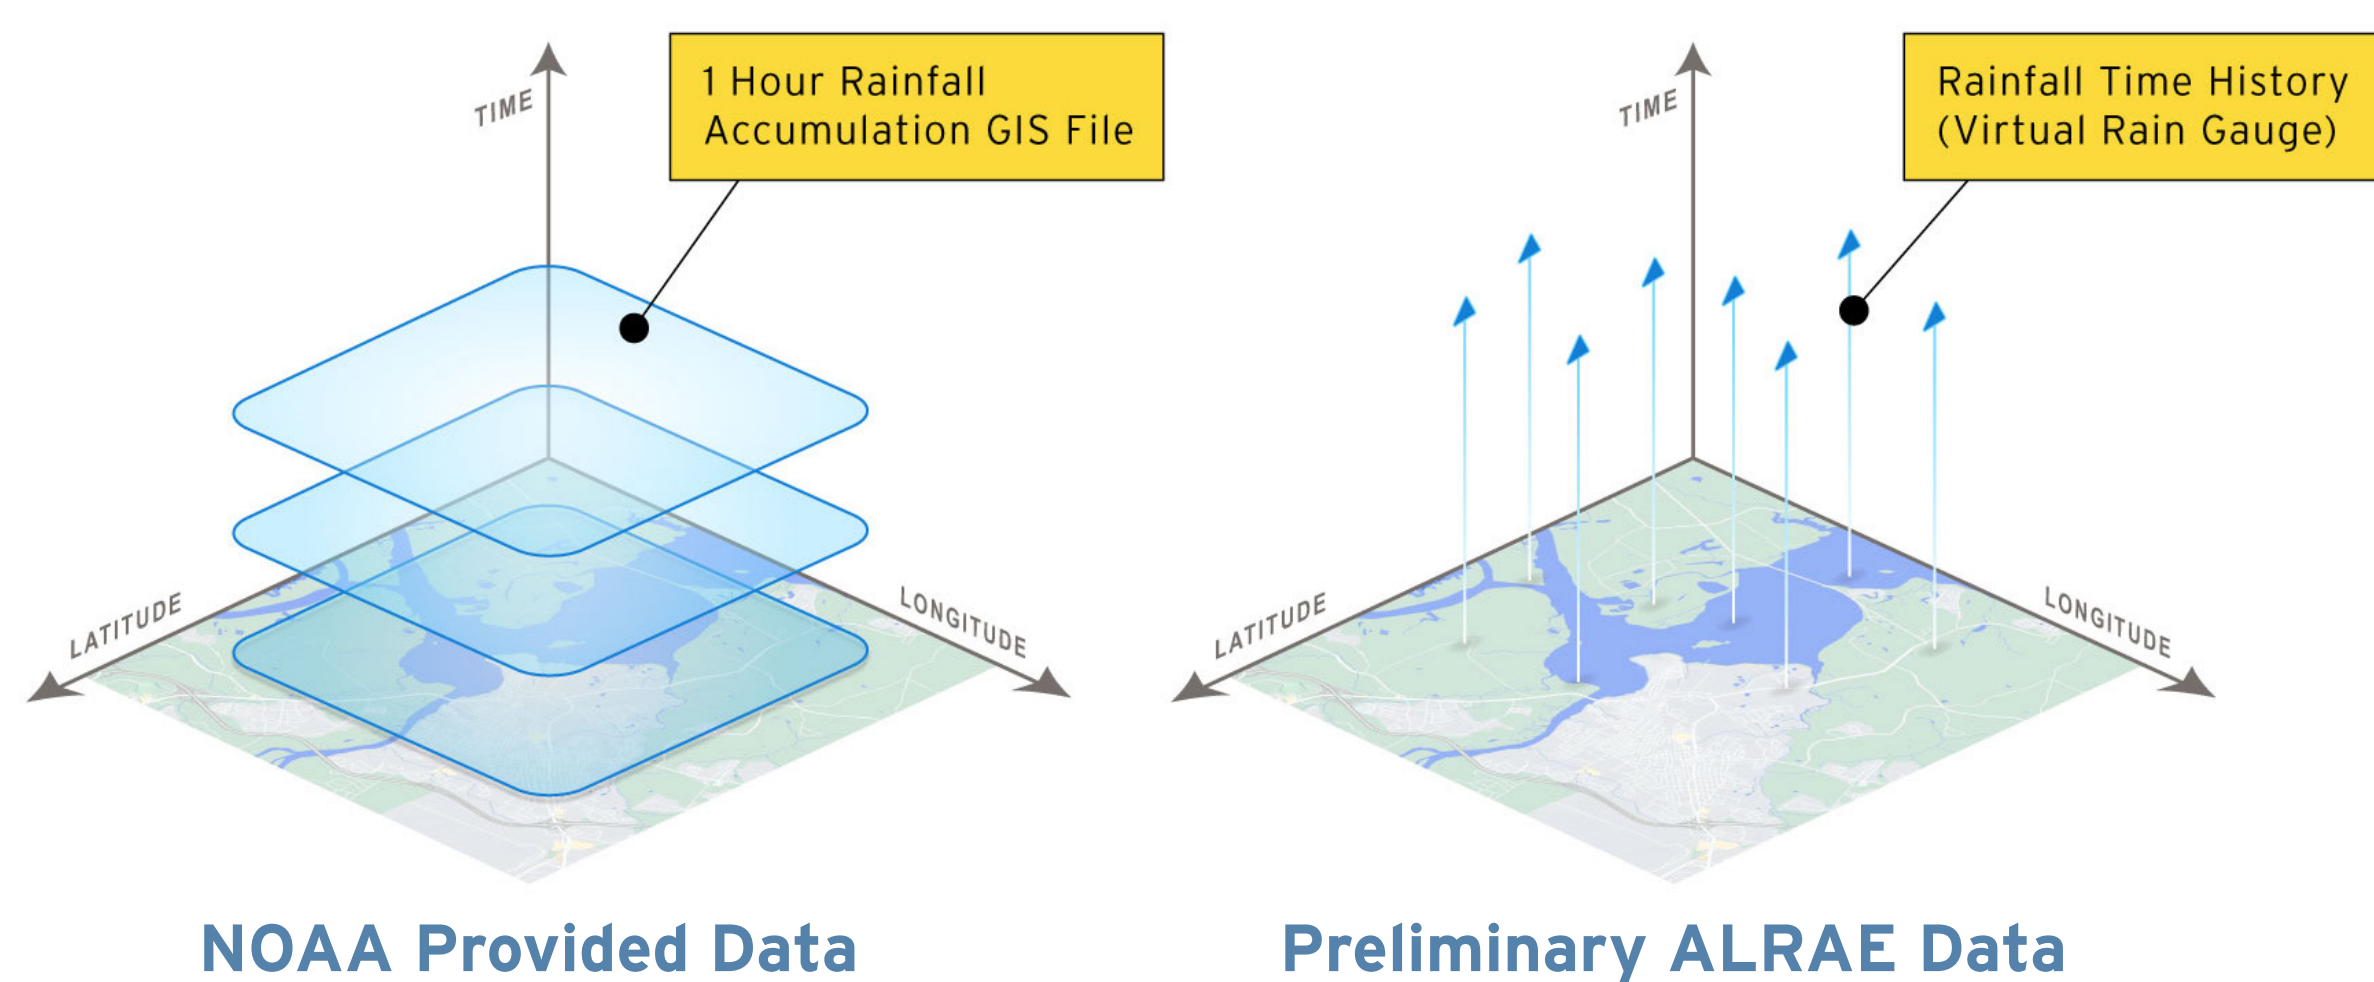 TIME
1 Hour Rainfall
Accumulation GIS File
LATITUDE
LONGITUDE
NOAA Provided Data
TIME
Rainfall Time History
(Virtual Rain Gauge)
LATITUDE
LONGITUDE
Preliminary ALRAE Data